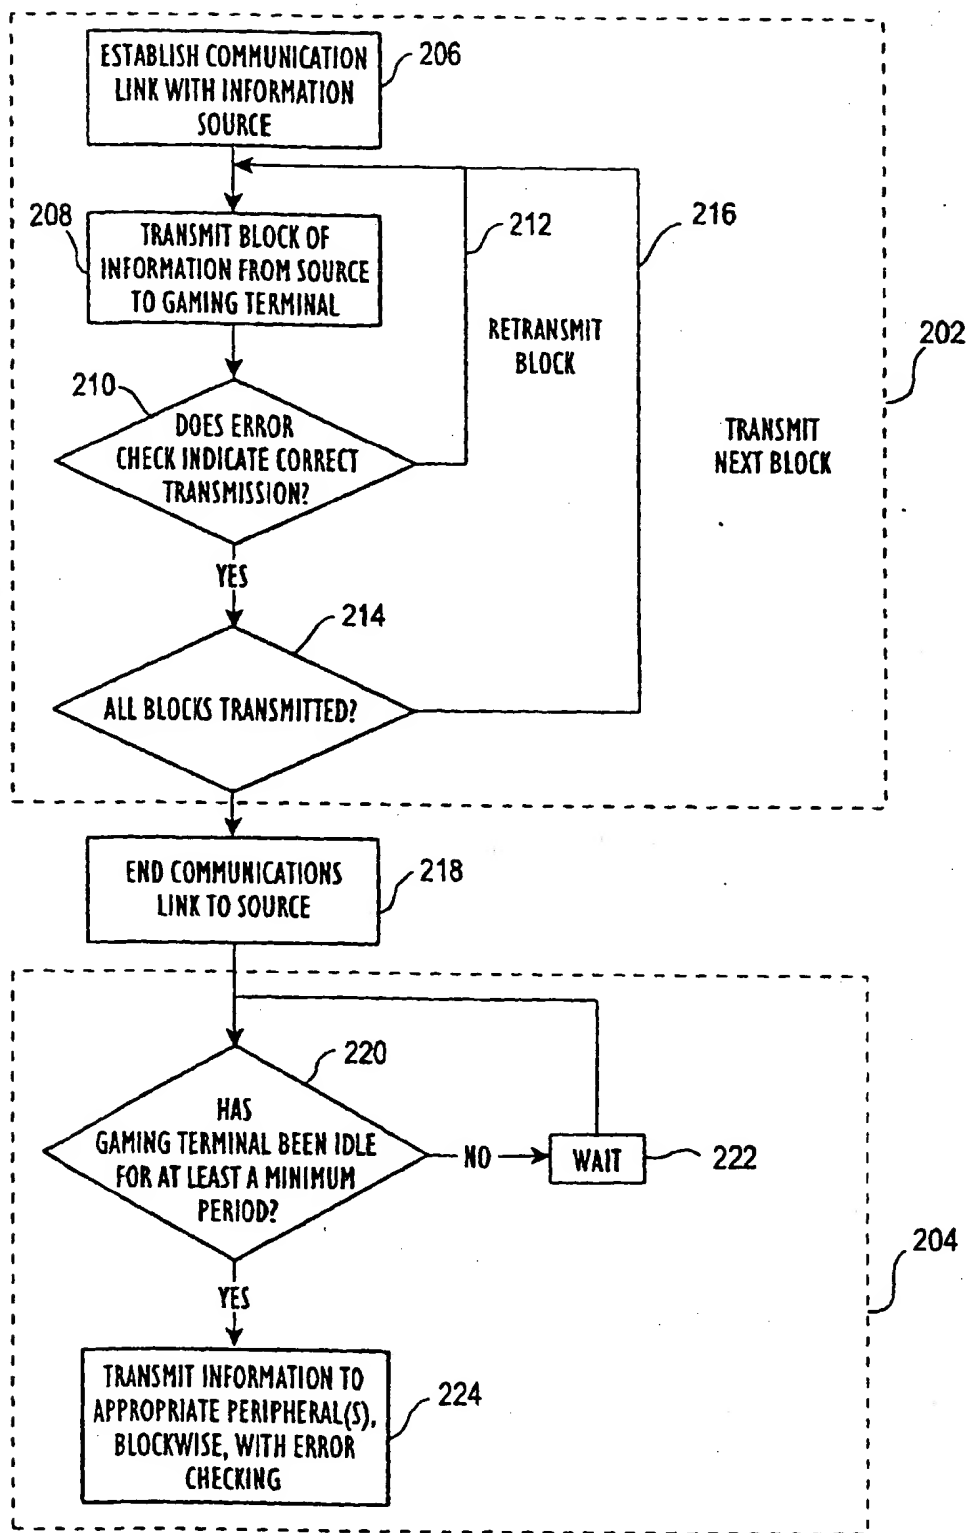 ESTABLISH COMMUNICATION
LINK WITH INFORMATION
SOURCE
206
208
TRANSMIT BLOCK OF
INFORMATION FROM SOURCE
TO GAMING TERMINAL
212
216
RETRANSMIT
BLOCK
202
210
DOES ERROR
CHECK INDICATE CORRECT
TRANSMISSION?
TRANSMIT
NEXT BLOCK
YES
214
ALL BLOCKS TRANSMITTED?
END COMMUNICATIONS
LINK TO SOURCE
218
220
HAS
GAMING TERMINAL BEEN IDLE
FOR AT LEAST A MINIMUM
PERIOD?
NO
WAIT
222
204
YES
TRANSMIT INFORMATION TO
APPROPRIATE PERIPHERAL(S),
BLOCKWISE, WITH ERROR
CHECKING
224